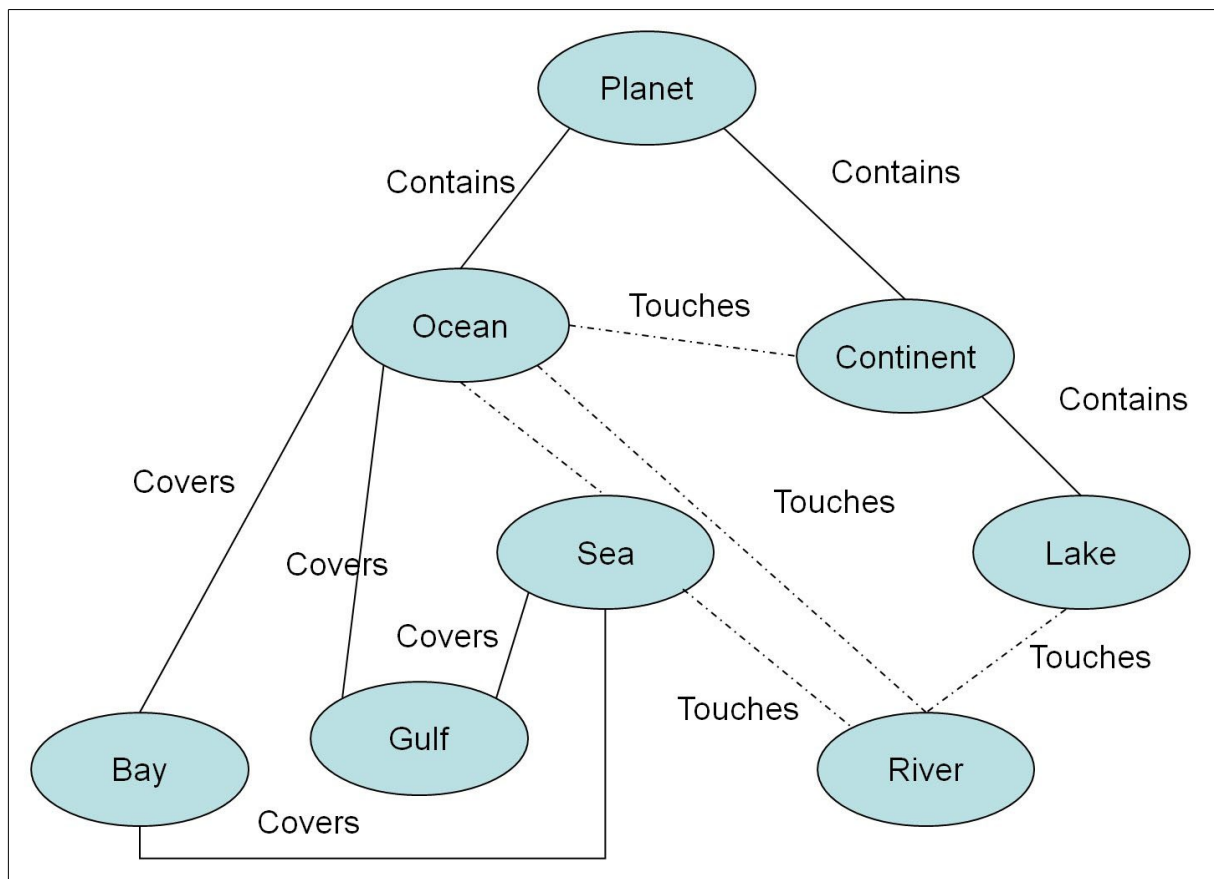 Planet
Contains
Contains
Ocean
Touches
Continent
Contains
Covers
Touches
Sea
Lake
Covers
Covers
Touches
Touches
Gulf
Bay
River
Covers